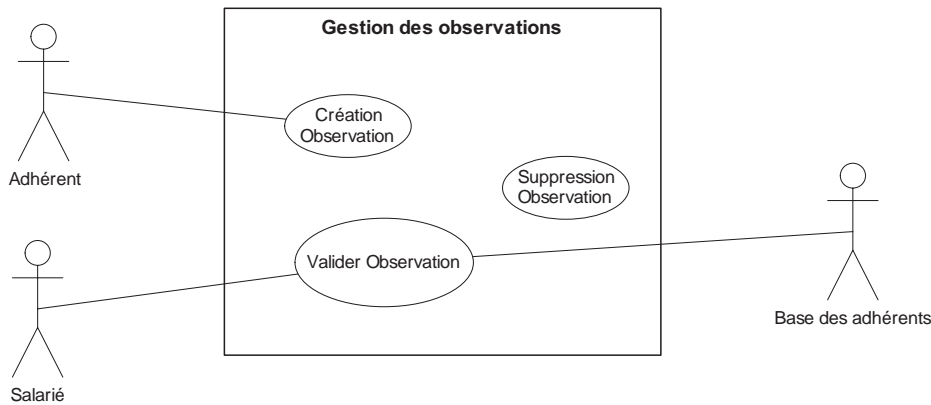 Gestion des observations
Création
Observation
Adhérent
Suppression
Observation
Valider Observation
Base des adhérents
Salarié